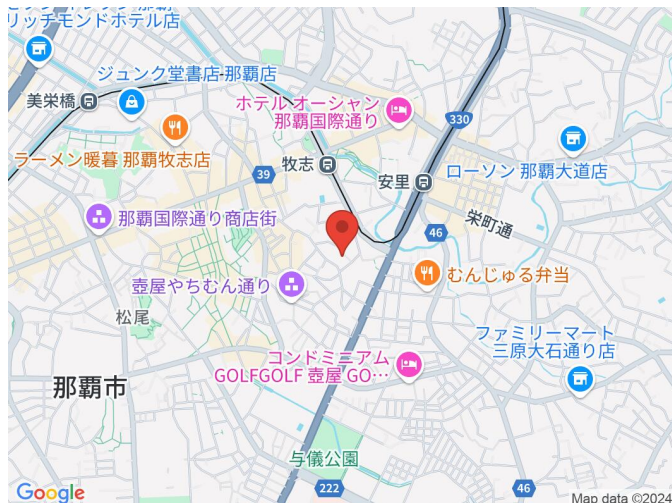 リッチモンドホテル
ジュンク堂書店 那覇店
美栄橋
ホテル オーシャン
那覇国際通り
330
ラーメン暖暮 那覇牧志店
牧志
39
安里
ローソン 那覇大道店
那覇国際通り商店街
栄町通
46
壺屋やちむん通り
むんじゅる弁当
松尾
ファミリーマート
三原大石通り店
コンドミニアム
GOLFGOLF 壺屋 GO…
那覇市
与儀公園
222
46
46
Google
Map data ©2024